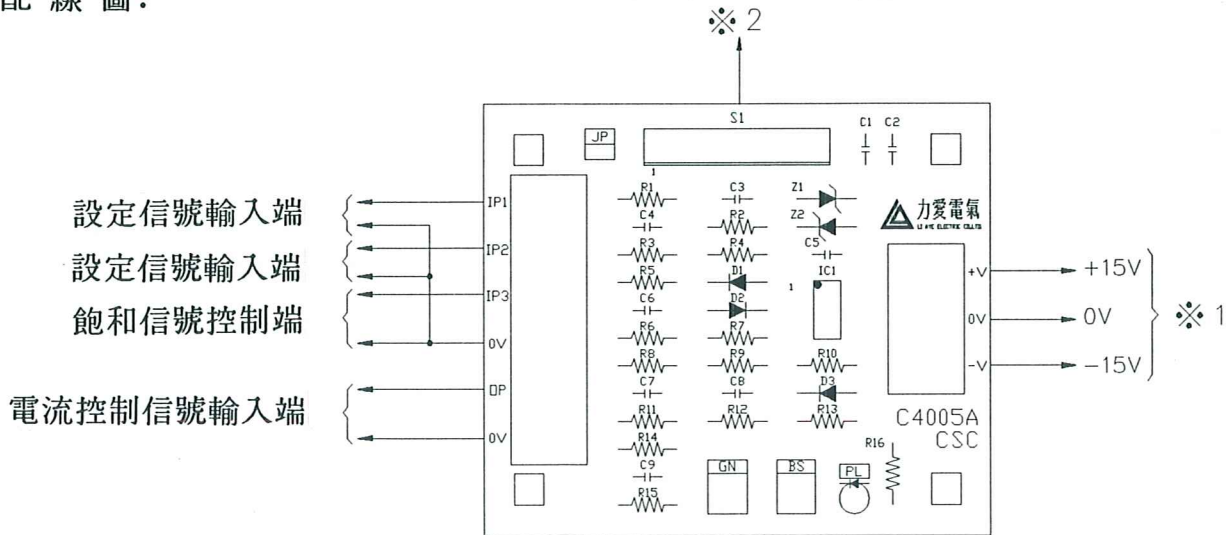 配 線 圖：
※ 2
S1
C1 C2
JP
1
R1 C3 Z1
力愛電氣
設定信號輸入端
IP1
C4 R2 Z2
設定信號輸入端
IP2
R3 R4 C5
+V +15V
R5 D1 IC1
飽和信號控制端
IP3
C6 D2 1
0V 0V ※ 1
0V
R6 R7
R8 R9 R10
-V -15V
電流控制信號輸入端
OP
C7 C8 D3
R11 R12 R13
C4005A
CSC
0V
R14
R16
C9
GN BS PL
R15